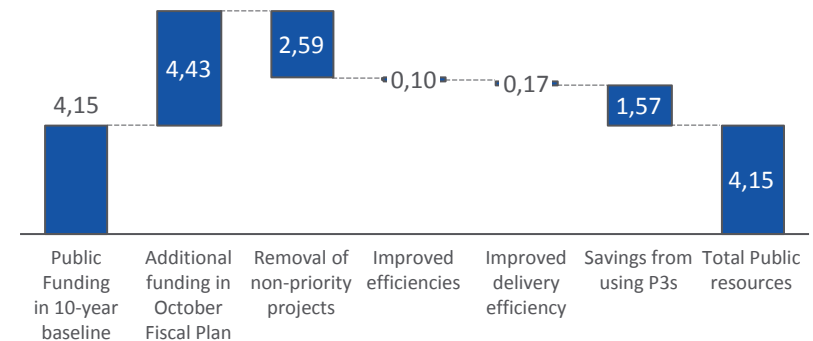 4,15
4,43
2,59
0,10
0,17
1,57
4,15
Public
Funding
in 10-year
baseline
Additional
funding in
October
Fiscal Plan
Removal of
non-priority
projects
Improved
efficiencies
Improved
delivery
efficiency
Savings from
using P3s
Total Public
resources